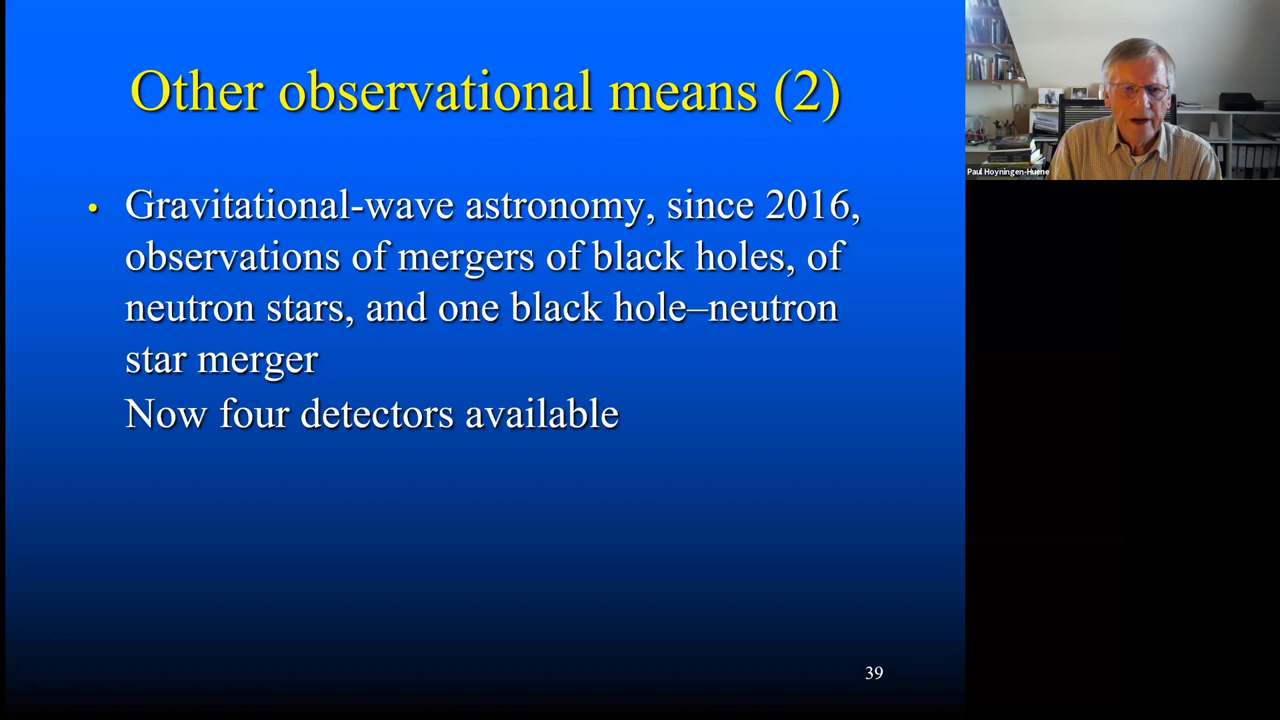 Other observational means (2)
• Gravitational-wave astronomy, since 2016,
observations of mergers of black holes, of
neutron stars, and one black hole–neutron
star merger
Now four detectors available
39
Paul Hoyningen-Huene